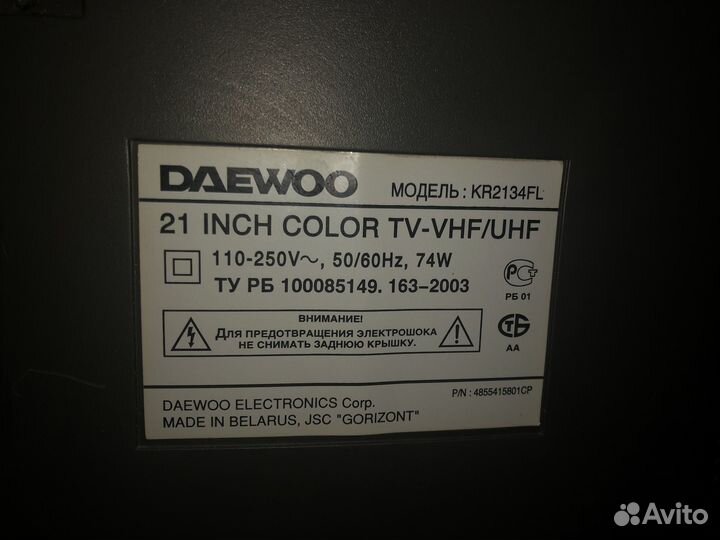 DAEWOO
МОДЕЛЬ: KR2134FL
21 INCH COLOR TV-VHF/UHF
110-250V~, 50/60Hz, 74W
ТУ РБ 100085149. 163-2003
РБ 01
ВНИМАНИЕ!
ДЛЯ ПРЕДОТВРАЩЕНИЯ ЭЛЕКТРОШОКА
НЕ СНИМАТЬ ЗАДНЮЮ КРЫШКУ.
АА
P/N : 4855415801CP
DAEWOO ELECTRONICS Corp.
MADE IN BELARUS, JSC "GORIZONT"
Avito